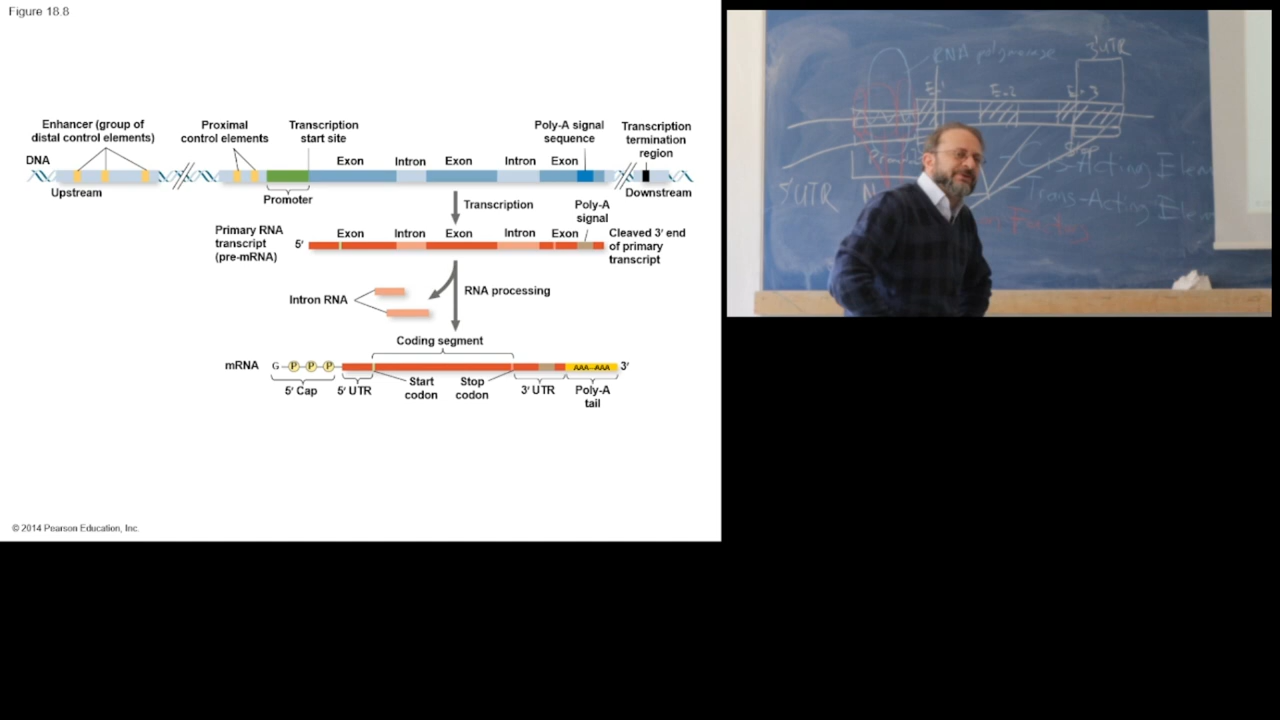 Figure 18.8
Enhancer (group of
distal control elements)
Proximal
control elements
Transcription
start site
Poly-A signal
sequence
Transcription
termination
region
DNA
Exon Intron Exon Intron Exon
Upstream
Downstream
Promoter
Transcription
Poly-A
signal
Primary RNA
transcript
(pre-mRNA)
5′
Exon Intron Exon Intron Exon
Cleaved 3′ end
of primary
transcript
Intron RNA
RNA processing
Coding segment
mRNA
G P P P
AAA···AAA
3′
5′ Cap
5′ UTR
Start
codon
Stop
codon
3′ UTR
Poly-A
tail
© 2014 Pearson Education, Inc.
RNA polymerase
3'UTR
E-2
Stop
5'UTR
- Trans-Acting